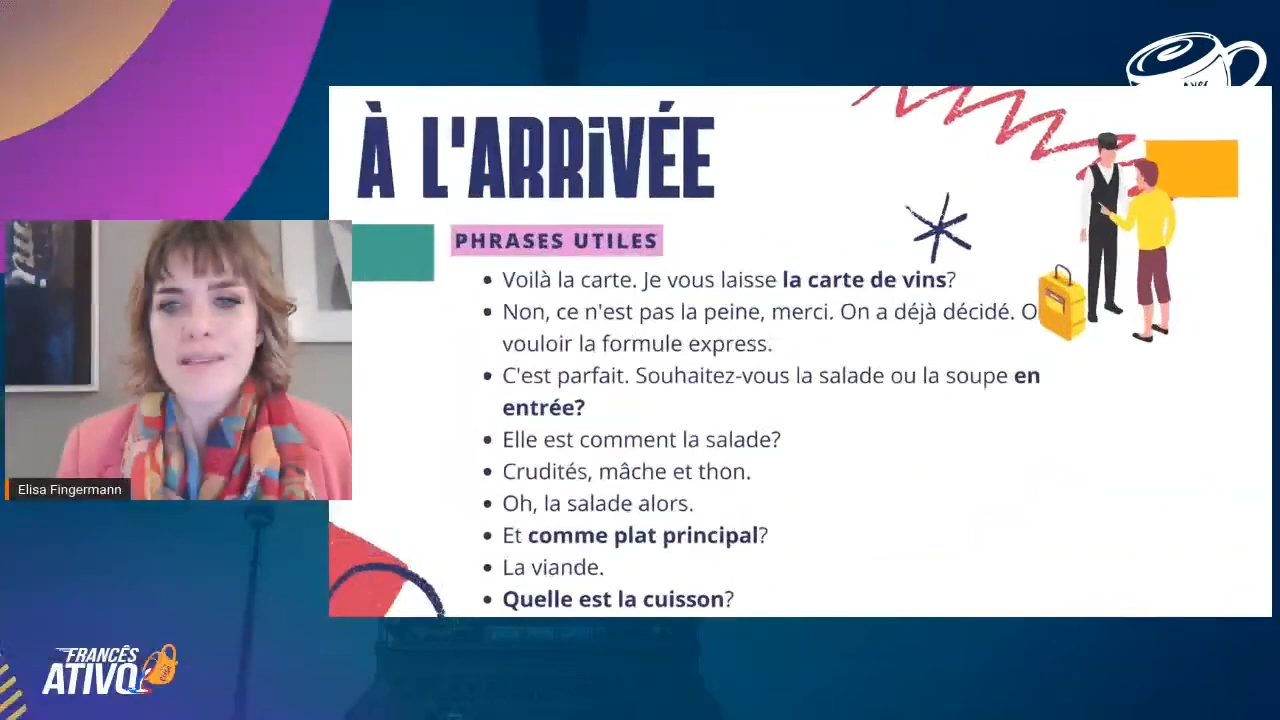 À L'ARRiVÉE
PHRASES UTILES
Voilà la carte. Je vous laisse la carte de vins?
Non, ce n'est pas la peine, merci. On a déjà décidé.
vouloir la formule express.
C'est parfait. Souhaitez-vous la salade ou la soupe en
entrée?
Elle est comment la salade?
Crudités, mâche et thon.
Oh, la salade alors.
Et comme plat principal?
La viande.
Quelle est la cuisson?
Elisa Fingermann
FRANCÊS
ATIVO